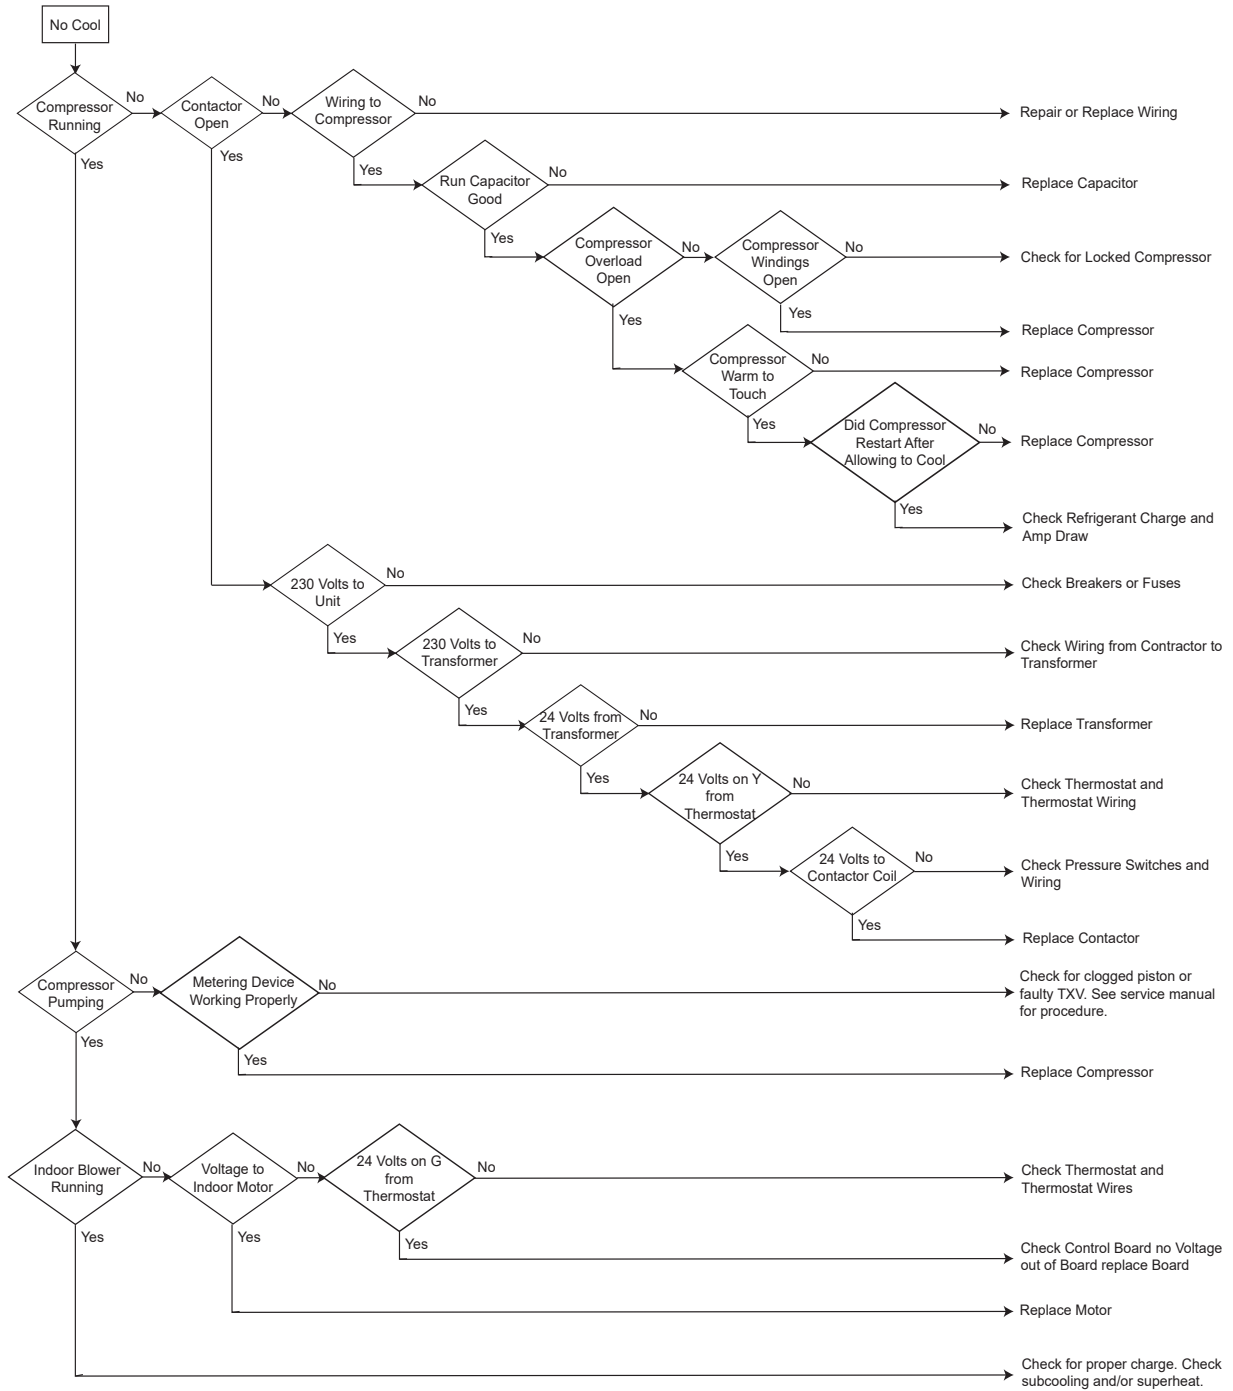 No Cool
Compressor
Running
No
Contactor
Open
No
Wiring to
Compressor
No
Repair or Replace Wiring
Yes
Yes
Yes
Run Capacitor
Good
No
Replace Capacitor
Yes
Compressor
Overload
Open
No
Compressor
Windings
Open
No
Check for Locked Compressor
Yes
Replace Compressor
Yes
Compressor
Warm to
Touch
No
Replace Compressor
Yes
Did Compressor
Restart After
Allowing to Cool
No
Replace Compressor
Yes
Check Refrigerant Charge and
Amp Draw
230 Volts to
Unit
No
Check Breakers or Fuses
Yes
230 Volts to
Transformer
No
Check Wiring from Contractor to
Transformer
Yes
24 Volts from
Transformer
No
Replace Transformer
Yes
24 Volts on Y
from
Thermostat
No
Check Thermostat and
Thermostat Wiring
Yes
24 Volts to
Contactor Coil
No
Check Pressure Switches and
Wiring
Yes
Replace Contactor
Compressor
Pumping
No
Metering Device
Working Properly
No
Check for clogged piston or
faulty TXV. See service manual
for procedure.
Yes
Yes
Replace Compressor
Indoor Blower
Running
No
Voltage to
Indoor Motor
No
24 Volts on G
from
Thermostat
No
Check Thermostat and
Thermostat Wires
Yes
Yes
Yes
Check Control Board no Voltage
out of Board replace Board
Replace Motor
Check for proper charge. Check
subcooling and/or superheat.